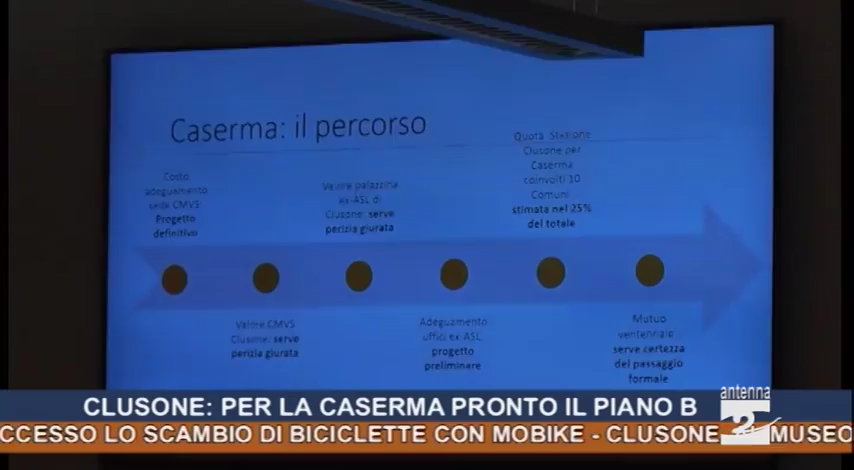 Caserma: il percorso
Costo
adeguamento
sede CMVS:
Progetto
definitivo
Valore palazzina
ex-ASL di
Clusone: serve
perizia giurata
Quota Stazione
Clusone per
Caserma
coinvolti 10
Comuni
stimata nel 25%
del totale
Valore CMVS
Clusone: serve
perizia giurata
Adeguamento
uffici ex-ASL
progetto
preliminare
Mutuo
ventennale
serve certezza
del passaggio
formale
antenna
2
CLUSONE: PER LA CASERMA PRONTO IL PIANO B
CCESSO LO SCAMBIO DI BICICLETTE CON MOBIKE - CLUSONE MUSEO